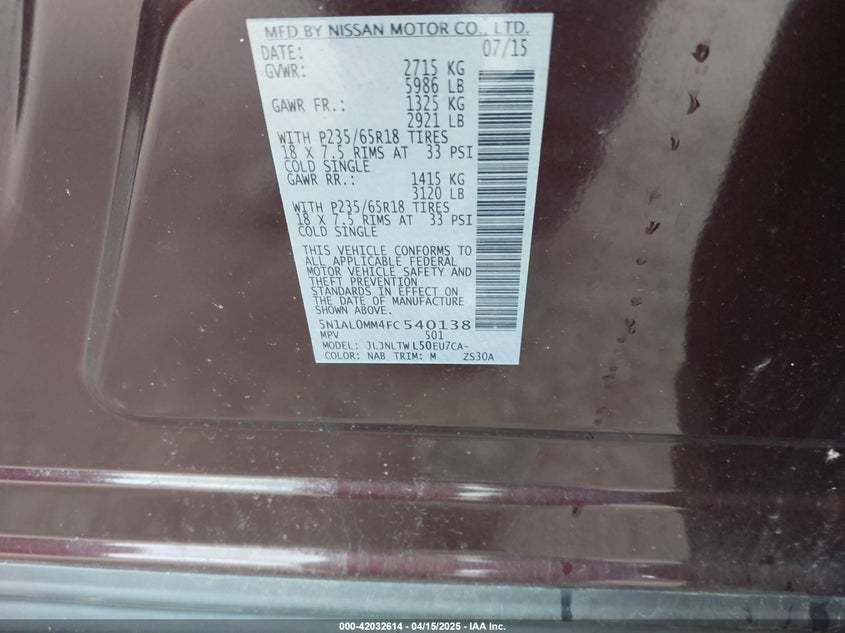 MFD BY NISSAN MOTOR CO., LTD.
DATE: 07/15
GVWR: 2715 KG
5986 LB
GAWR FR.: 1325 KG
2921 LB
WITH P235/65R18 TIRES
18 X 7.5 RIMS AT 33 PSI
COLD SINGLE
GAWR RR.: 1415 KG
3120 LB
WITH P235/65R18 TIRES
18 X 7.5 RIMS AT 33 PSI
COLD SINGLE
THIS VEHICLE CONFORMS TO
ALL APPLICABLE FEDERAL
MOTOR VEHICLE SAFETY AND
THEFT PREVENTION
STANDARDS IN EFFECT ON
THE DATE OF MANUFACTURE
SHOWN ABOVE.
5N1AL0MM4FC540138
MPV 501
MODEL: JLJNLTWL50EU7CA-
COLOR: NAB TRIM: M ZS30A
000-42032614 - 04/15/2025 - IAA Inc.